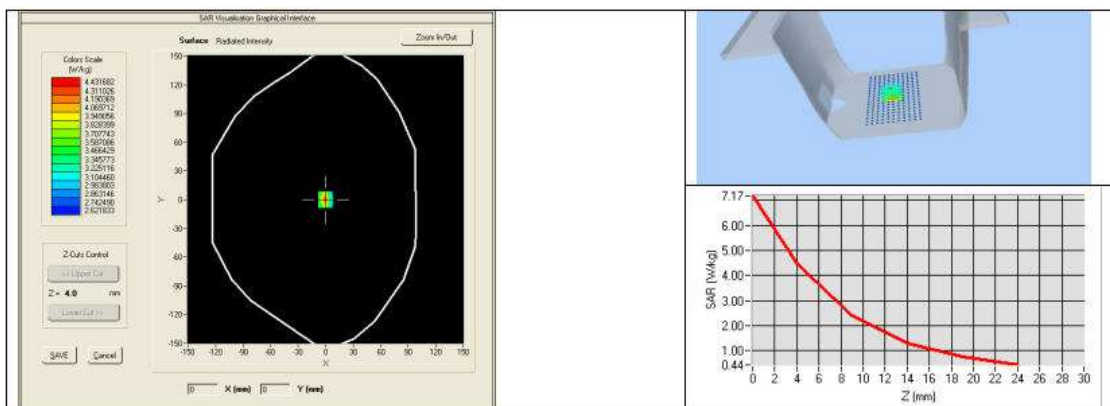 SAR Visualisation Graphical Interface
Surface Radiated Intensity
Zoom In/Out
Colors Scale
(W/kg)
4.431682
4.311026
4.190369
4.069712
3.949056
3.828399
3.707743
3.587086
3.466429
3.345773
3.225116
3.104460
2.983803
2.863146
2.742490
2.621833
Z-Cuts Control
<< Upper Cut
Z = 4.0 mm
Lower Cut >>
SAVE Cancel
150-
120-
90-
60-
30-
0-
-30-
-60-
-90-
-120-
-150-
Y
-150 -120 -90 -60 -30 0 30 60 90 120 150
X
0 X (mm) 0 Y (mm)
7.17-
6.00-
5.00-
4.00-
3.00-
2.00-
1.00-
0.44-
SAR (W/kg)
0 2 4 6 8 10 12 14 16 18 20 22 24 26 28 30
Z (mm)